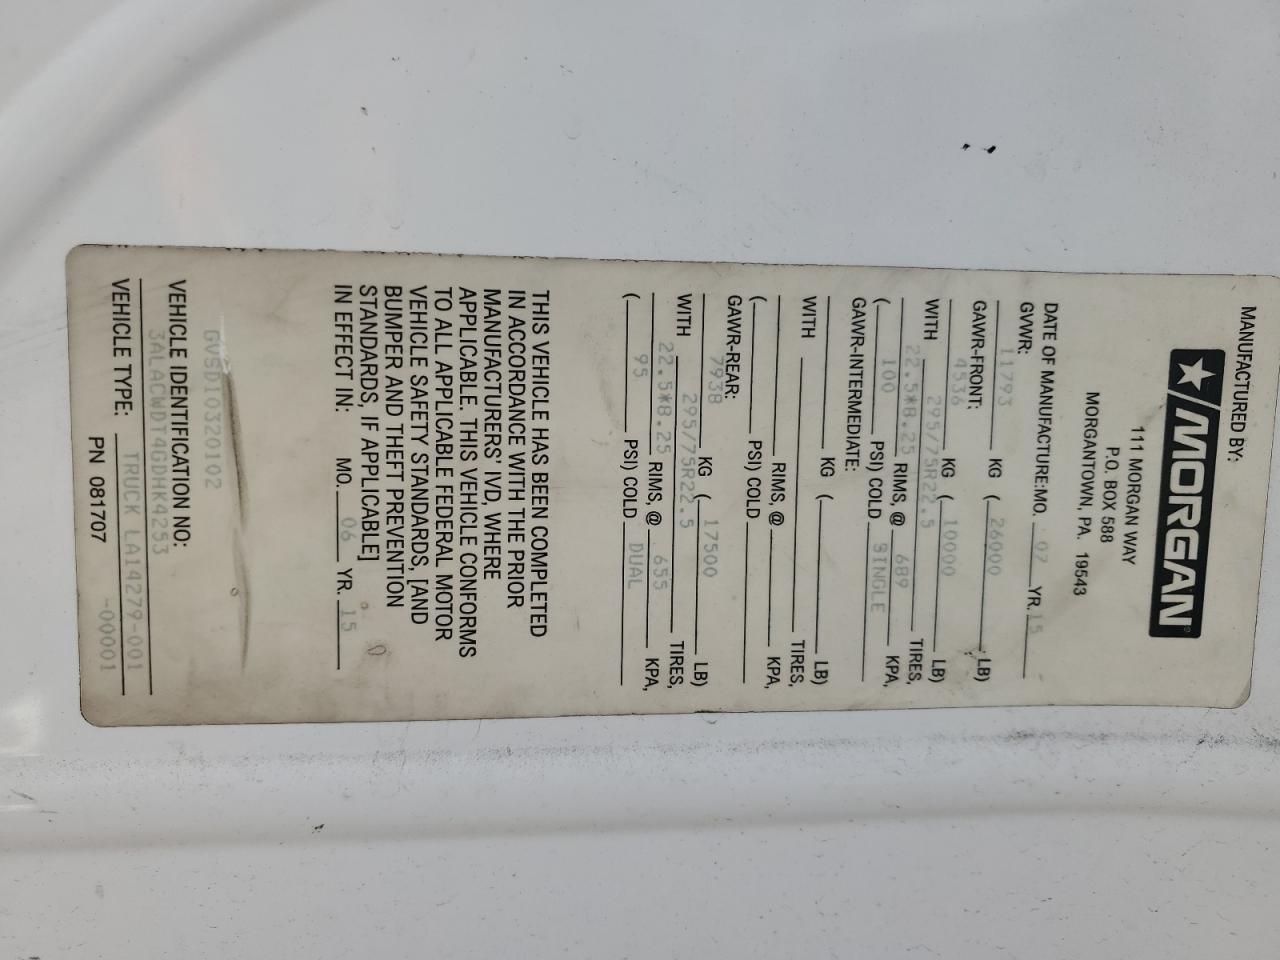 MANUFACTURED BY:
MORGAN
111 MORGAN WAY
P.O. BOX 588
MORGANTOWN, PA. 19543
DATE OF MANUFACTURE:MO. 07 YR. 15
GVWR:
11793 KG ( 26000 LB)
GAWR-FRONT:
4536 KG ( 10000 LB)
WITH 295/75R22.5 TIRES,
22.5*8.25 RIMS, @ 689 KPA,
( 100 PSI) COLD SINGLE
GAWR-INTERMEDIATE:
KG ( LB)
WITH TIRES,
RIMS, @ KPA,
( PSI) COLD
GAWR-REAR:
7938 KG ( 17500 LB)
WITH 295/75R22.5 TIRES,
22.5*8.25 RIMS, @ 655 KPA,
( 95 PSI) COLD DUAL
THIS VEHICLE HAS BEEN COMPLETED
IN ACCORDANCE WITH THE PRIOR
MANUFACTURERS' IVD, WHERE
APPLICABLE. THIS VEHICLE CONFORMS
TO ALL APPLICABLE FEDERAL MOTOR
VEHICLE SAFETY STANDARDS, [AND
BUMPER AND THEFT PREVENTION
STANDARDS, IF APPLICABLE]
IN EFFECT IN: MO. 06 YR. 15
VEHICLE IDENTIFICATION NO:
3ALACWDT4GDHK4253
VEHICLE TYPE: TRUCK LA14279-001
PN 081707 -00001